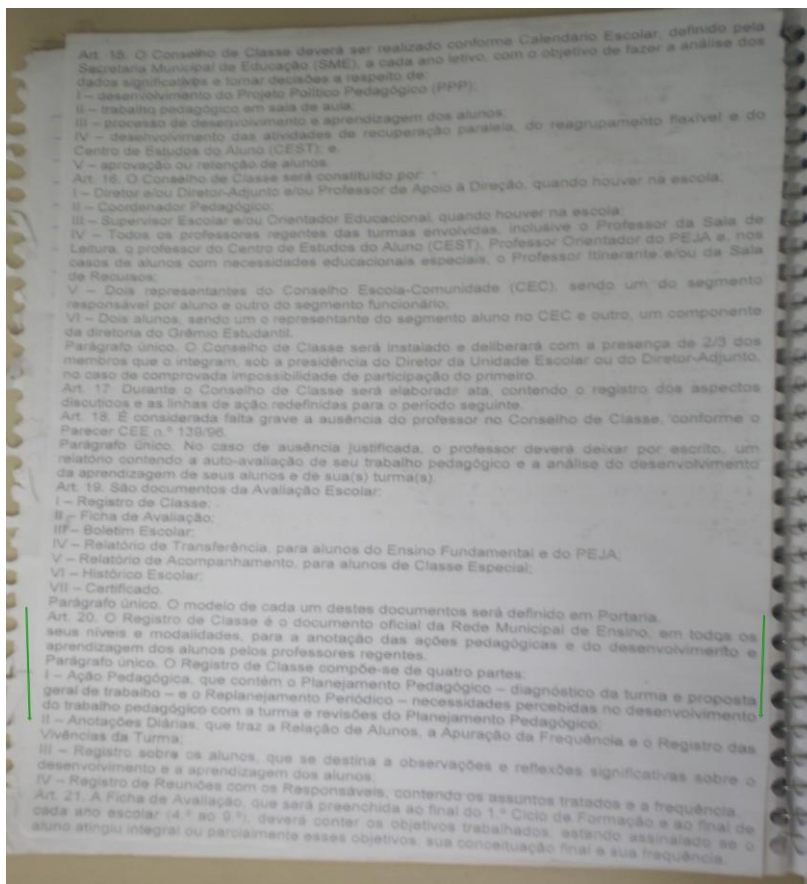 Art. 15. O Conselho de Classe deverá ser realizado conforme Calendário Escolar, definido pela
Secretaria Municipal de Educação (SME), a cada ano letivo, com o objetivo de fazer a análise dos
dados significativos e tomar decisões a respeito de:
I – desenvolvimento do Projeto Político Pedagógico (PPP);
II – trabalho pedagógico em sala de aula;
III – processo de desenvolvimento e aprendizagem dos alunos;
IV – desenvolvimento das atividades de recuperação paralela, do reagrupamento flexível e do
Centro de Estudos do Aluno (CEST); e
V – aprovação ou retenção de alunos.
Art. 16. O Conselho de Classe será constituído por:
I – Diretor e/ou Diretor-Adjunto e/ou Professor de Apoio à Direção, quando houver na escola;
II – Coordenador Pedagógico;
III – Supervisor Escolar e/ou Orientador Educacional, quando houver na escola;
IV – Todos os professores regentes das turmas envolvidas, inclusive o Professor da Sala de
Leitura, o professor do Centro de Estudos do Aluno (CEST), Professor Orientador do PEJA e, nos
casos de alunos com necessidades educacionais especiais, o Professor Itinerante e/ou da Sala
de Recursos;
V – Dois representantes do Conselho Escola-Comunidade (CEC), sendo um do segmento
responsável por aluno e outro do segmento funcionário;
VI – Dois alunos, sendo um o representante do segmento aluno no CEC e outro, um componente
da diretoria do Grêmio Estudantil.
Parágrafo único. O Conselho de Classe será instalado e deliberará com a presença de 2/3 dos
membros que o integram, sob a presidência do Diretor da Unidade Escolar ou do Diretor-Adjunto,
no caso de comprovada impossibilidade de participação do primeiro.
Art. 17. Durante o Conselho de Classe será elaborada ata, contendo o registro dos aspectos
discutidos e as linhas de ação redefinidas para o período seguinte.
Art. 18. É considerada falta grave a ausência do professor no Conselho de Classe, conforme o
Parecer CEE n.º 139/96.
Parágrafo único. No caso de ausência justificada, o professor deverá deixar por escrito, um
relatório contendo a auto-avaliação de seu trabalho pedagógico e a análise do desenvolvimento
da aprendizagem de seus alunos e de sua(s) turma(s).
Art. 19. São documentos da Avaliação Escolar:
I – Registro de Classe;
II – Ficha de Avaliação;
III – Boletim Escolar;
IV – Relatório de Transferência, para alunos do Ensino Fundamental e do PEJA;
V – Relatório de Acompanhamento, para alunos de Classe Especial;
VI – Histórico Escolar;
VII – Certificado.
Parágrafo único. O modelo de cada um destes documentos será definido em Portaria.
Art. 20. O Registro de Classe é o documento oficial da Rede Municipal de Ensino, em todos os
seus níveis e modalidades, para a anotação das ações pedagógicas e do desenvolvimento e
aprendizagem dos alunos pelos professores regentes.
Parágrafo único. O Registro de Classe compõe-se de quatro partes:
I – Ação Pedagógica, que contém o Planejamento Pedagógico – diagnóstico da turma e proposta
geral de trabalho – e o Replanejamento Periódico – necessidades percebidas no desenvolvimento
do trabalho pedagógico com a turma e revisões do Planejamento Pedagógico;
II – Anotações Diárias, que traz a Relação de Alunos, a Apuração da Frequência e o Registro das
Vivências da Turma;
III – Registro sobre os alunos, que se destina a observações e reflexões significativas sobre o
desenvolvimento e a aprendizagem dos alunos;
IV – Registro de Reuniões com os Responsáveis, contendo os assuntos tratados e a frequência.
Art. 21. A Ficha de Avaliação, que será preenchida ao final do 1.º Ciclo de Formação e ao final de
cada ano escolar (4.º ao 9.º), deverá conter os objetivos trabalhados, estando assinalado se o
aluno atingiu integral ou parcialmente esses objetivos, sua conceituação final e sua frequência.